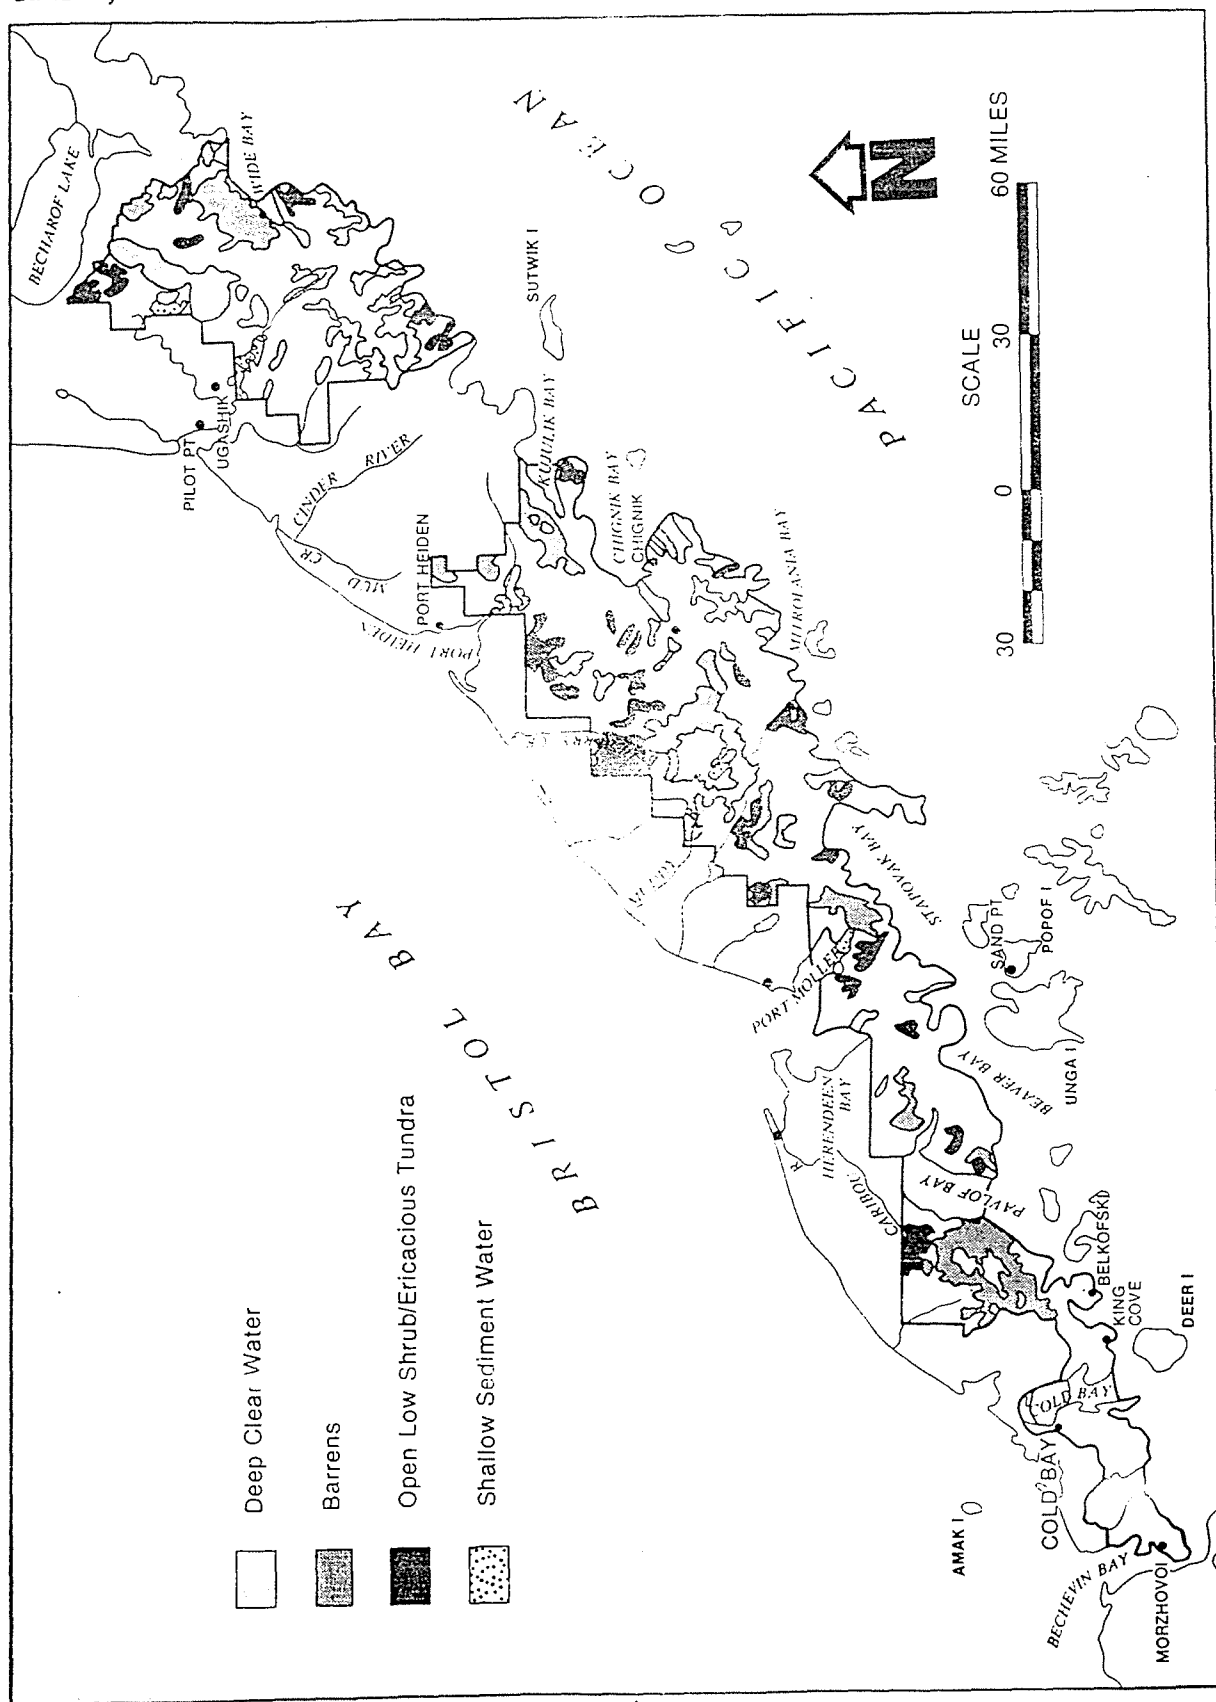 BECHAROF LAKE
WIDE BAY
PILOT PT
UGASHIK
CINDER RIVER
MUD CR
PORT HEIDEN
PORT HEIDEN
SUTWIK I
KUJULIK BAY
CHIGNIK BAY
CHIGNIK
MITROFANIA BAY
PACIFIC OCEAN
N
SCALE
30 0 30 60 MILES
BRISTOL BAY
MUDDY
PORT MOLLER
STAPOVAK BAY
SAND PT
POPOF I
UNGA I
BEAVER BAY
HERENDEEN
BAY
CARIBOU R
PAVLOF BAY
BELKOFSKI
KING
COVE
DEER I
COLD BAY
COLD BAY
AMAK I
BECHEVIN BAY
MORZHOVOI
Deep Clear Water
Barrens
Open Low Shrub/Ericacious Tundra
Shallow Sediment Water